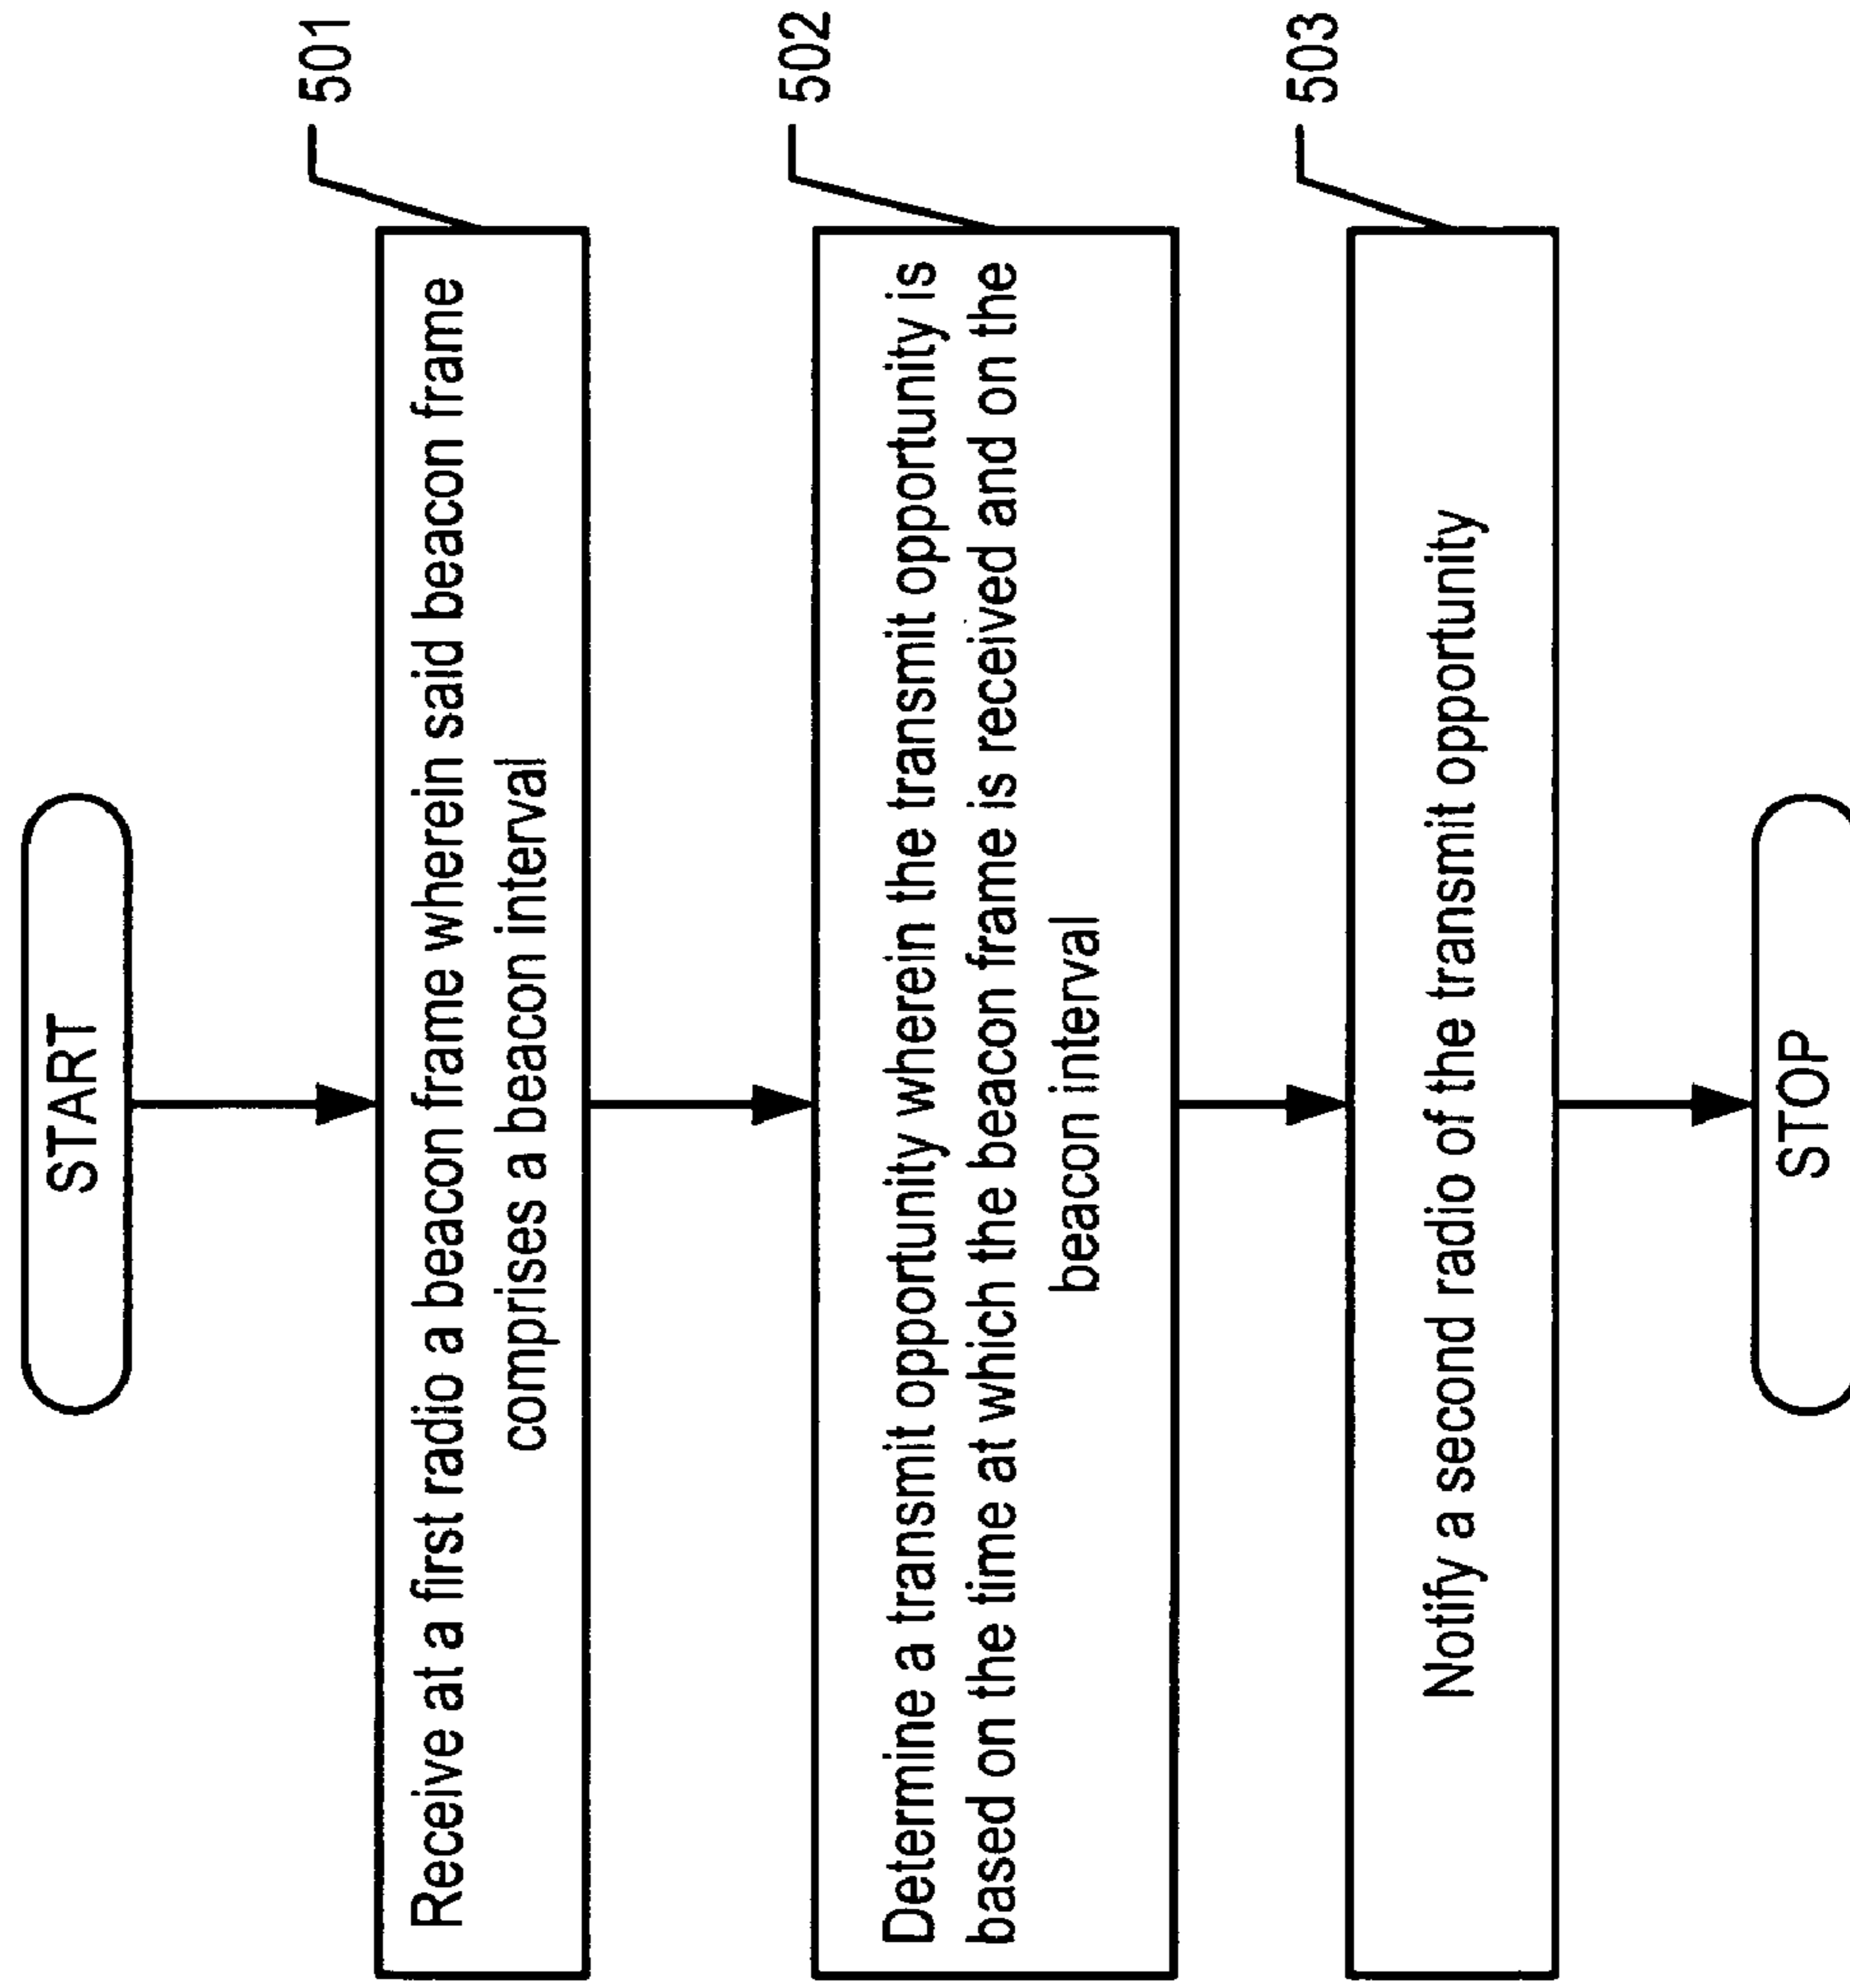 START
501
Receive at a first radio a beacon frame wherein said beacon frame
comprises a beacon interval
502
Determine a transmit opportunity wherein the transmit opportunity is
based on the time at which the beacon frame is received and on the
beacon interval
503
Notify a second radio of the transmit opportunity
STOP